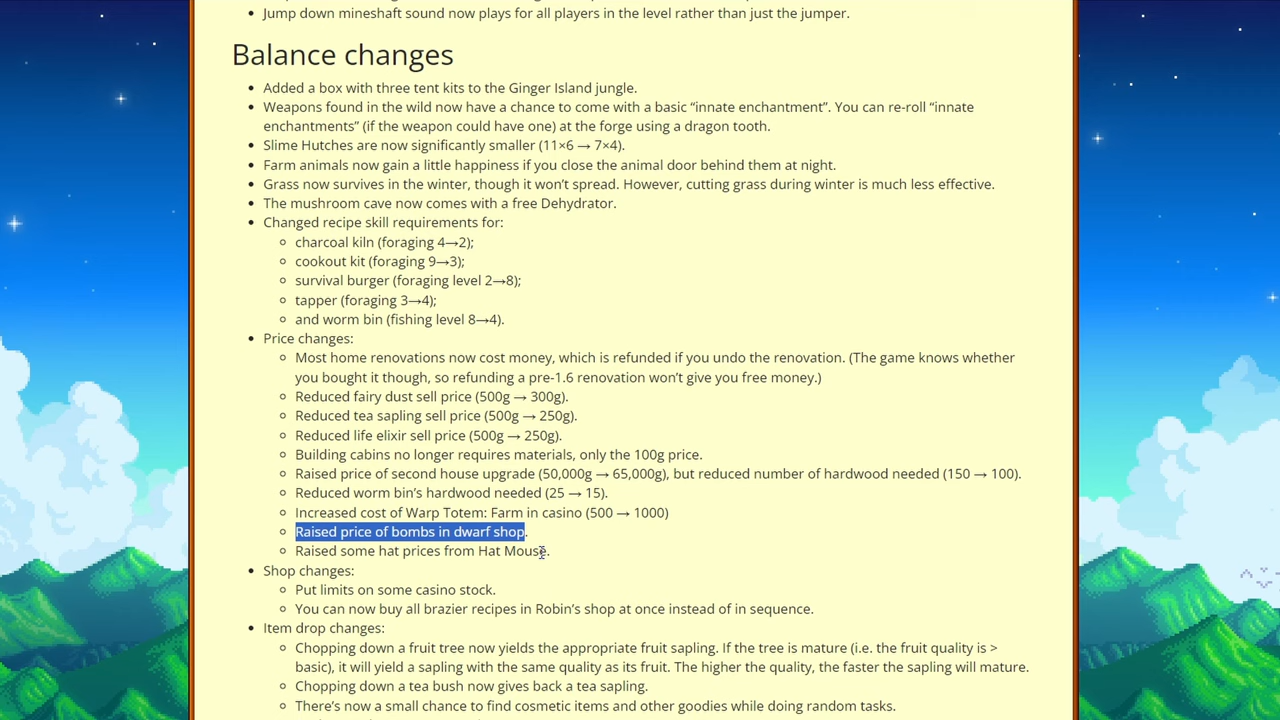 Jump down mineshaft sound now plays for all players in the level rather than just the jumper.
Balance changes
Added a box with three tent kits to the Ginger Island jungle.
Weapons found in the wild now have a chance to come with a basic “innate enchantment”. You can re-roll “innate
enchantments” (if the weapon could have one) at the forge using a dragon tooth.
Slime Hutches are now significantly smaller (11×6 → 7×4).
Farm animals now gain a little happiness if you close the animal door behind them at night.
Grass now survives in the winter, though it won’t spread. However, cutting grass during winter is much less effective.
The mushroom cave now comes with a free Dehydrator.
Changed recipe skill requirements for:
charcoal kiln (foraging 4→2);
cookout kit (foraging 9→3);
survival burger (foraging level 2→8);
tapper (foraging 3→4);
and worm bin (fishing level 8→4).
Price changes:
Most home renovations now cost money, which is refunded if you undo the renovation. (The game knows whether
you bought it though, so refunding a pre-1.6 renovation won’t give you free money.)
Reduced fairy dust sell price (500g → 300g).
Reduced tea sapling sell price (500g → 250g).
Reduced life elixir sell price (500g → 250g).
Building cabins no longer requires materials, only the 100g price.
Raised price of second house upgrade (50,000g → 65,000g), but reduced number of hardwood needed (150 → 100).
Reduced worm bin’s hardwood needed (25 → 15).
Increased cost of Warp Totem: Farm in casino (500 → 1000)
Raised price of bombs in dwarf shop.
Raised some hat prices from Hat Mouse.
Shop changes:
Put limits on some casino stock.
You can now buy all brazier recipes in Robin’s shop at once instead of in sequence.
Item drop changes:
Chopping down a fruit tree now yields the appropriate fruit sapling. If the tree is mature (i.e. the fruit quality is >
basic), it will yield a sapling with the same quality as its fruit. The higher the quality, the faster the sapling will mature.
Chopping down a tea bush now gives back a tea sapling.
There’s now a small chance to find cosmetic items and other goodies while doing random tasks.